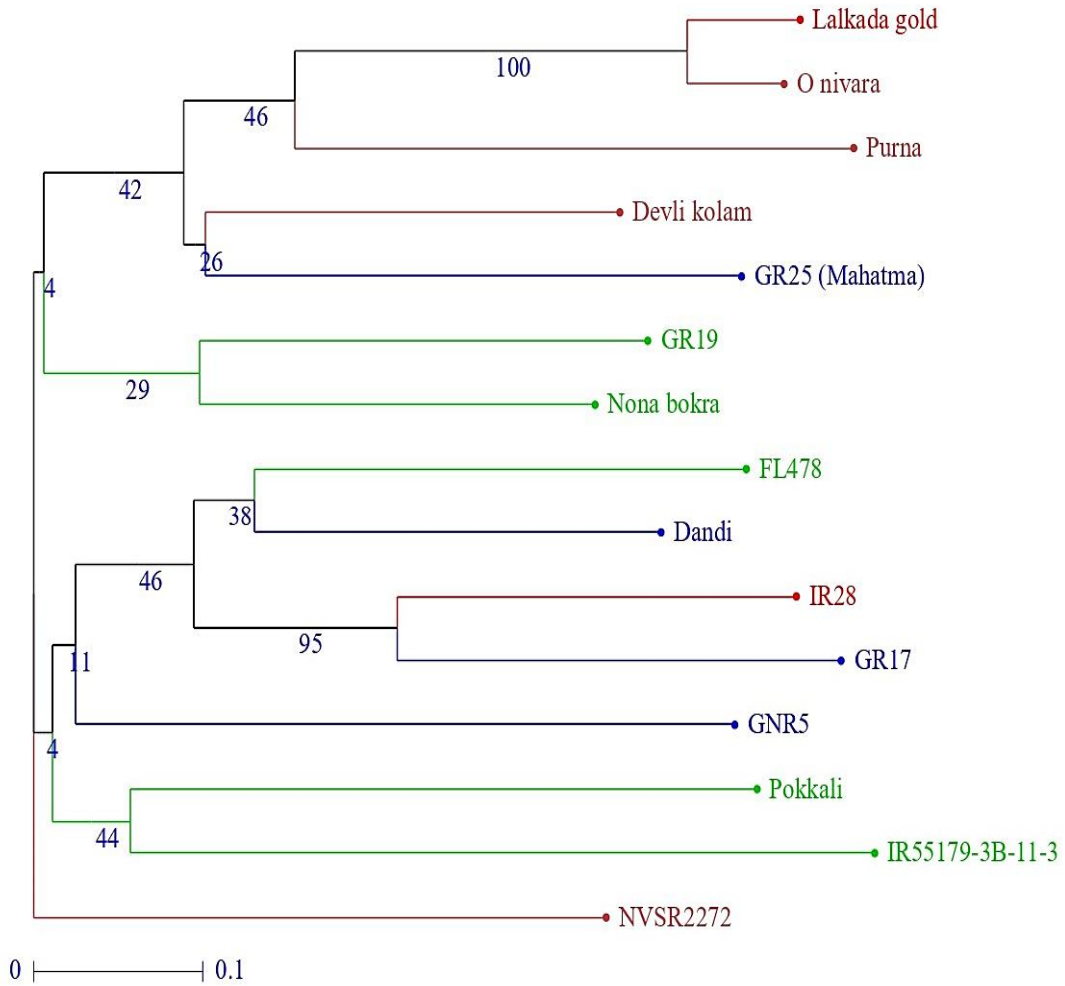 Lalkada gold
100
O nivara
46
Purna
42
Devli kolam
26
GR25 (Mahatma)
4
GR19
29
Nona bokra
FL478
38
Dandi
46
IR28
95
GR17
11
GNR5
4
Pokkali
44
IR55179-3B-11-3
NVSR2272
0 0.1